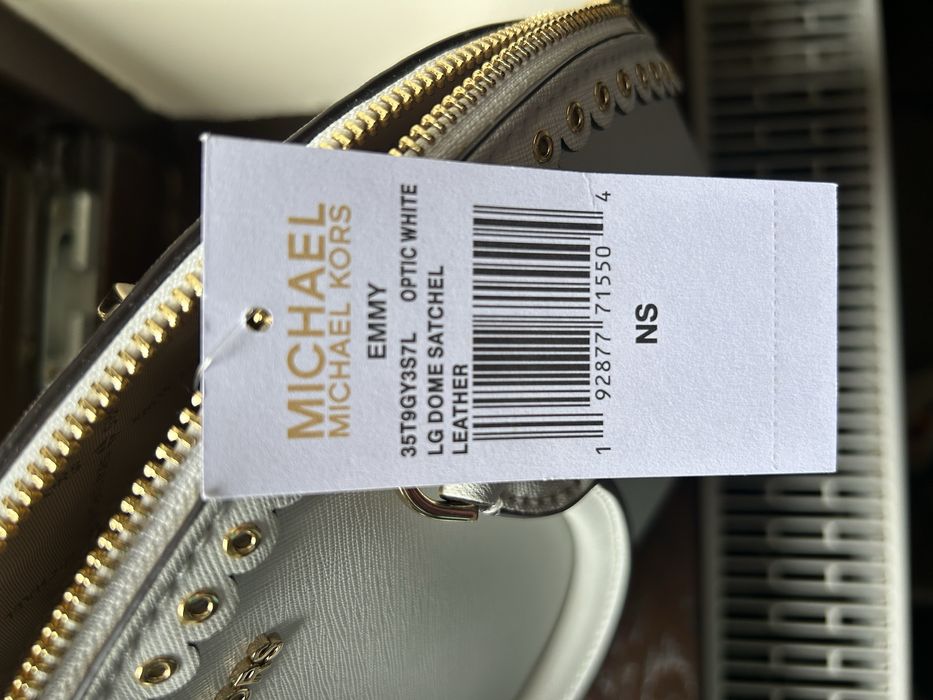 MICHAEL
MICHAEL KORS
EMMY
35T9GY3S7L OPTIC WHITE
LG DOME SATCHEL
LEATHER
1 92877 71550 4
NS